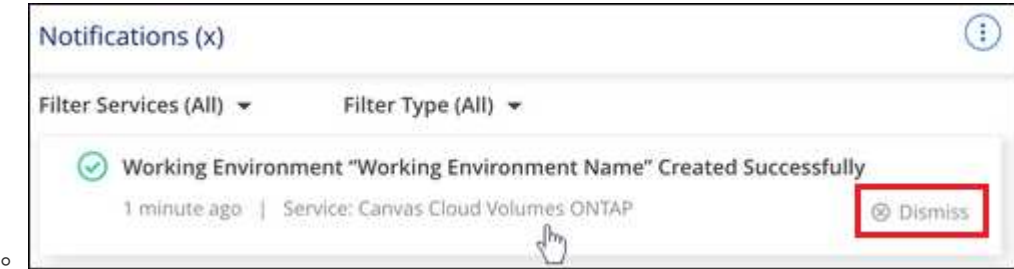 Notifications (x)
Filter Services (All) Filter Type (All)
Working Environment “Working Environment Name” Created Successfully
1 minute ago | Service: Canvas Cloud Volumes ONTAP Dismiss